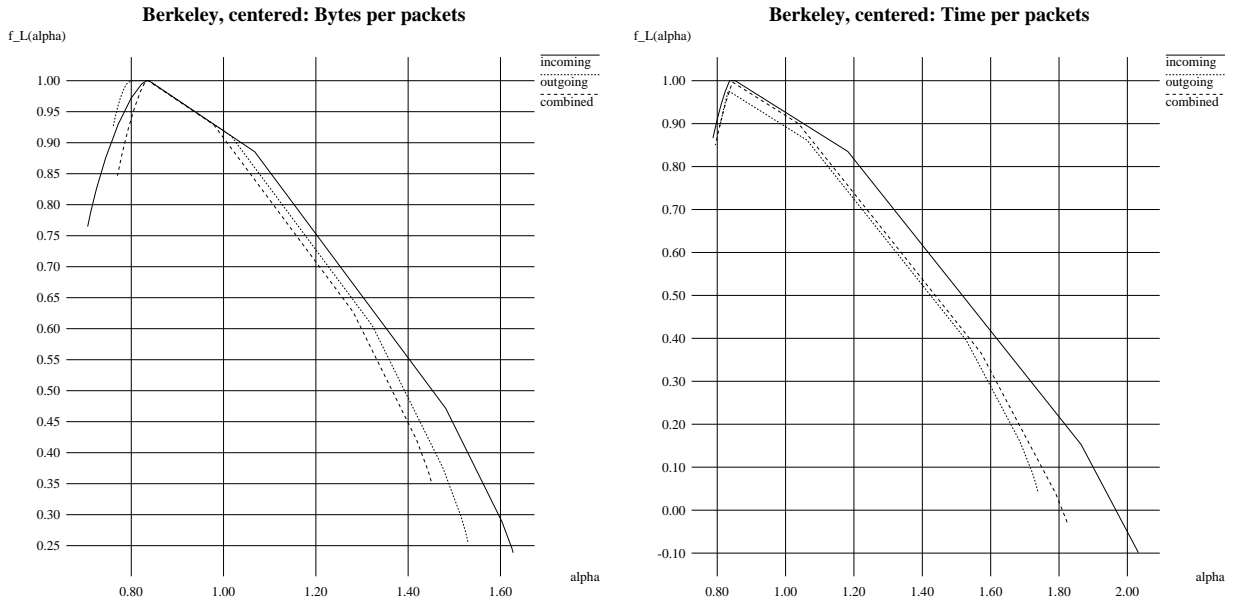 Berkeley, centered: Bytes per packets
f_L(alpha)
incoming
outgoing
combined
1.00
0.95
0.90
0.85
0.80
0.75
0.70
0.65
0.60
0.55
0.50
0.45
0.40
0.35
0.30
0.25
alpha
0.80 1.00 1.20 1.40 1.60
Berkeley, centered: Time per packets
f_L(alpha)
incoming
outgoing
combined
1.00
0.90
0.80
0.70
0.60
0.50
0.40
0.30
0.20
0.10
0.00
-0.10
alpha
0.80 1.00 1.20 1.40 1.60 1.80 2.00